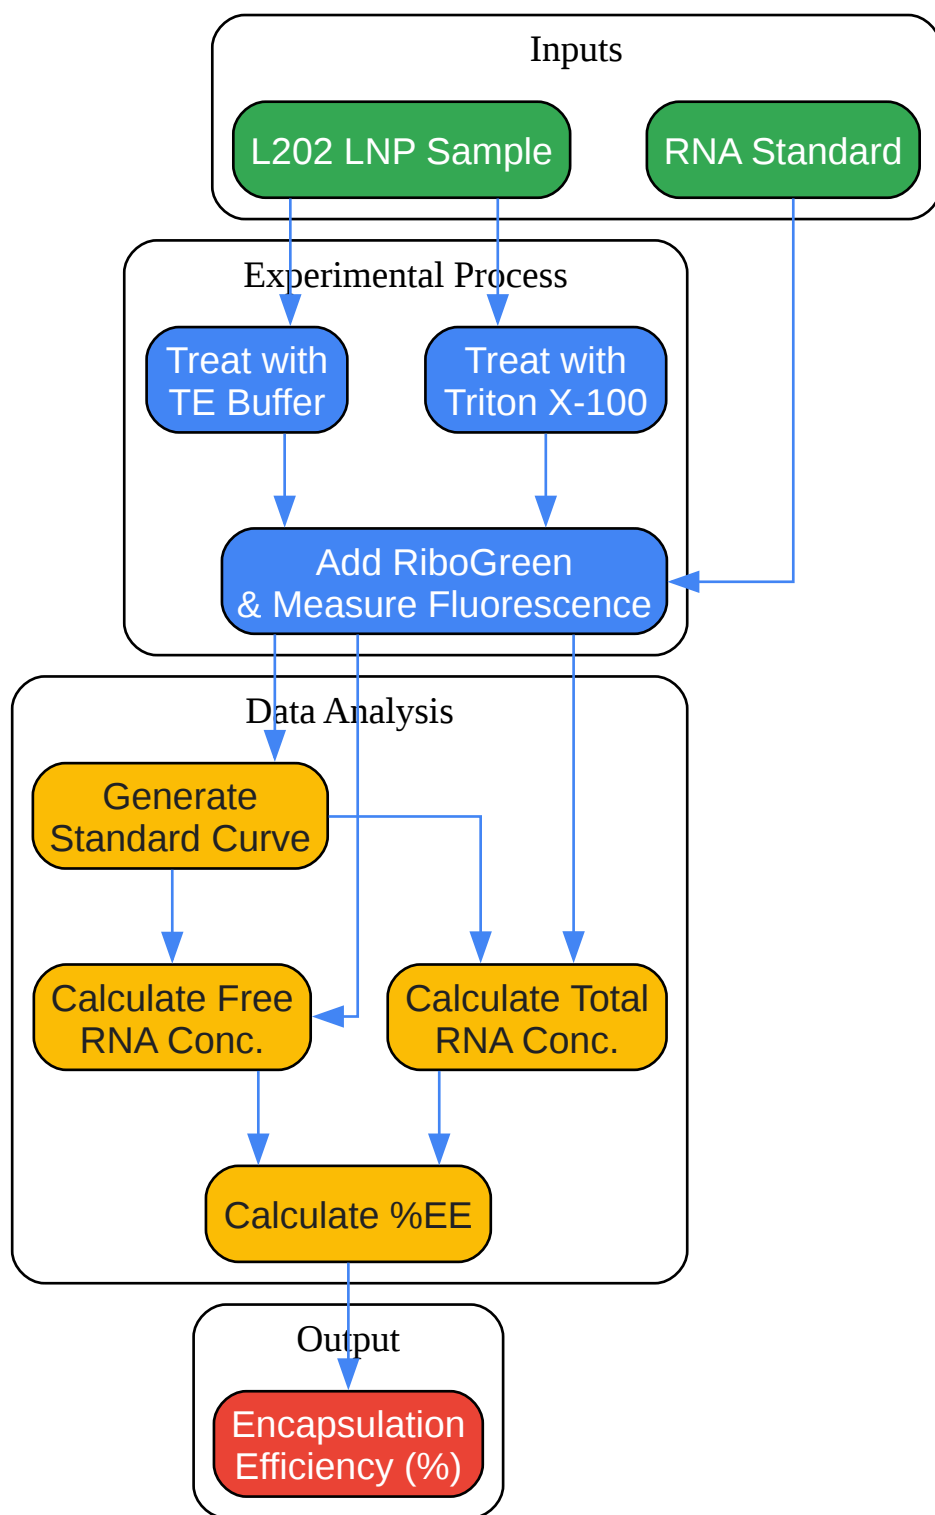 Inputs
L202 LNP Sample
RNA Standard
Experimental Process
Treat with
TE Buffer
Treat with
Triton X-100
Add RiboGreen
& Measure Fluorescence
Data Analysis
Generate
Standard Curve
Calculate Free
RNA Conc.
Calculate Total
RNA Conc.
Calculate %EE
Output
Encapsulation
Efficiency (%)